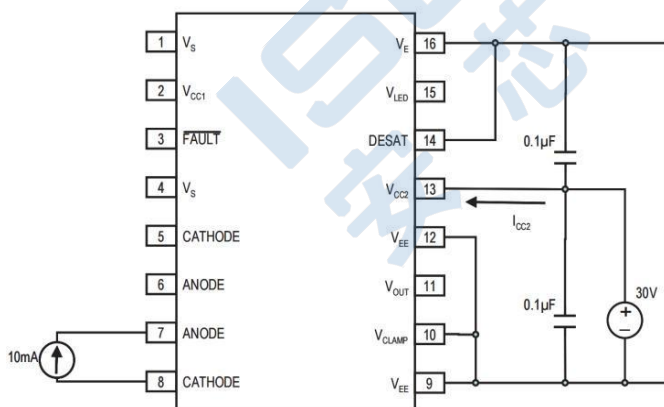 1 V_S
2 V_CC1
3 FAULT
4 V_S
5 CATHODE
6 ANODE
7 ANODE
8 CATHODE
V_E 16
V_LED 15
DESAT 14
V_CC2 13
V_EE 12
V_OUT 11
V_CLAMP 10
V_EE 9
10mA
0.1μF
I_CC2
0.1μF
30V
+
−